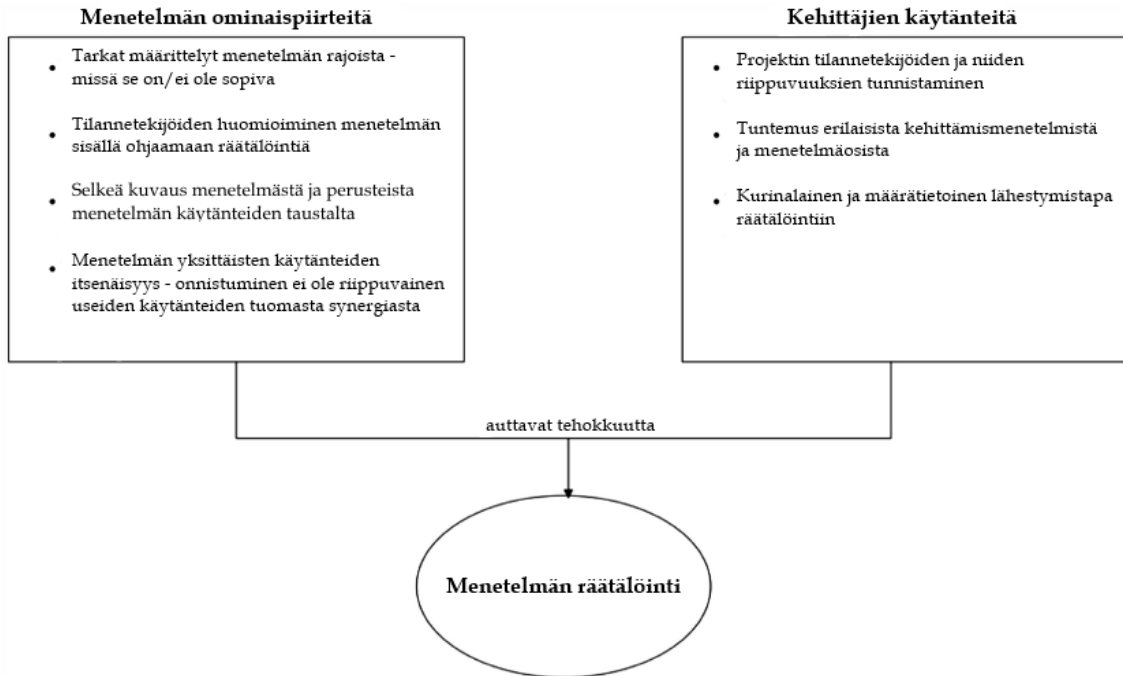 Menetelmän ominaispiirteitä
• Tarkat määrittelyt menetelmän rajoista -
missä se on/ei ole sopiva
• Tilannetekijöiden huomioiminen menetelmän
sisällä ohjaamaan räätälöintiä
• Selkeä kuvaus menetelmästä ja perusteista
menetelmän käytänteiden taustalta
• Menetelmän yksittäisten käytänteiden
itsenäisyys - onnistuminen ei ole riippuvainen
useiden käytänteiden tuomasta synergiasta
Kehittäjien käytänteitä
• Projektin tilannetekijöiden ja niiden
riippuvuuksien tunnistaminen
• Tuntemus erilaisista kehittämismenetelmistä
ja menetelmäosista
• Kurinalainen ja määrätietoinen lähestymistapa
räätälöintiin
auttavat tehokkuutta
Menetelmän räätälöinti